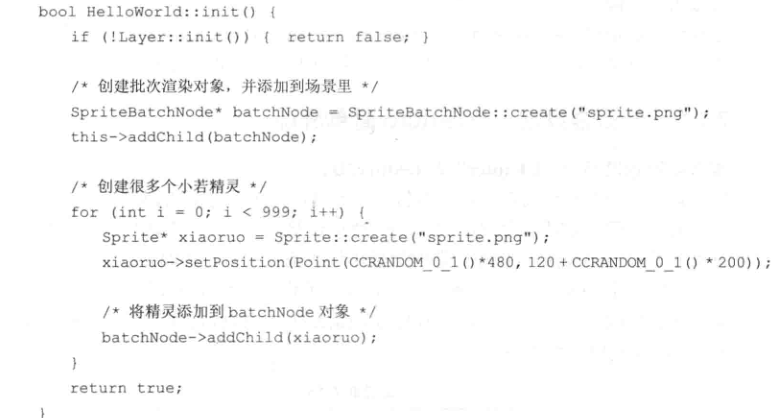 bool HelloWorld::init() {
if (!Layer::init()) { return false; }
/* 创建批次渲染对象，并添加到场景里 */
SpriteBatchNode* batchNode = SpriteBatchNode::create("sprite.png");
this->addChild(batchNode);
/* 创建很多个小若精灵 */
for (int i = 0; i < 999; i++) {
Sprite* xiaoruo = Sprite::create("sprite.png");
xiaoruo->setPosition(Point(CCRANDOM_0_1()*480, 120+CCRANDOM_0_1()*200));
/* 将精灵添加到 batchNode 对象 */
batchNode->addChild(xiaoruo);
}
return true;
}